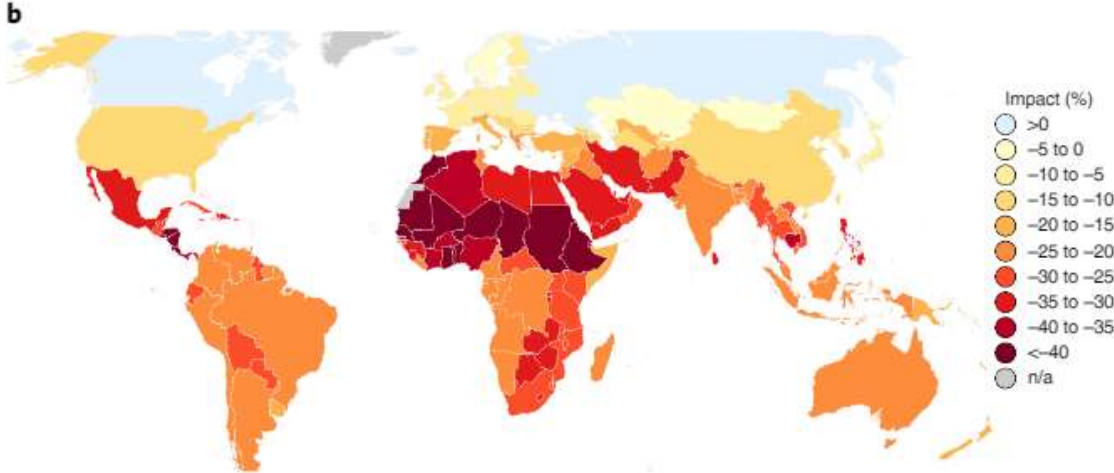 b
Impact (%)
>0
−5 to 0
−10 to −5
−15 to −10
−20 to −15
−25 to −20
−30 to −25
−35 to −30
−40 to −35
<−40
n/a